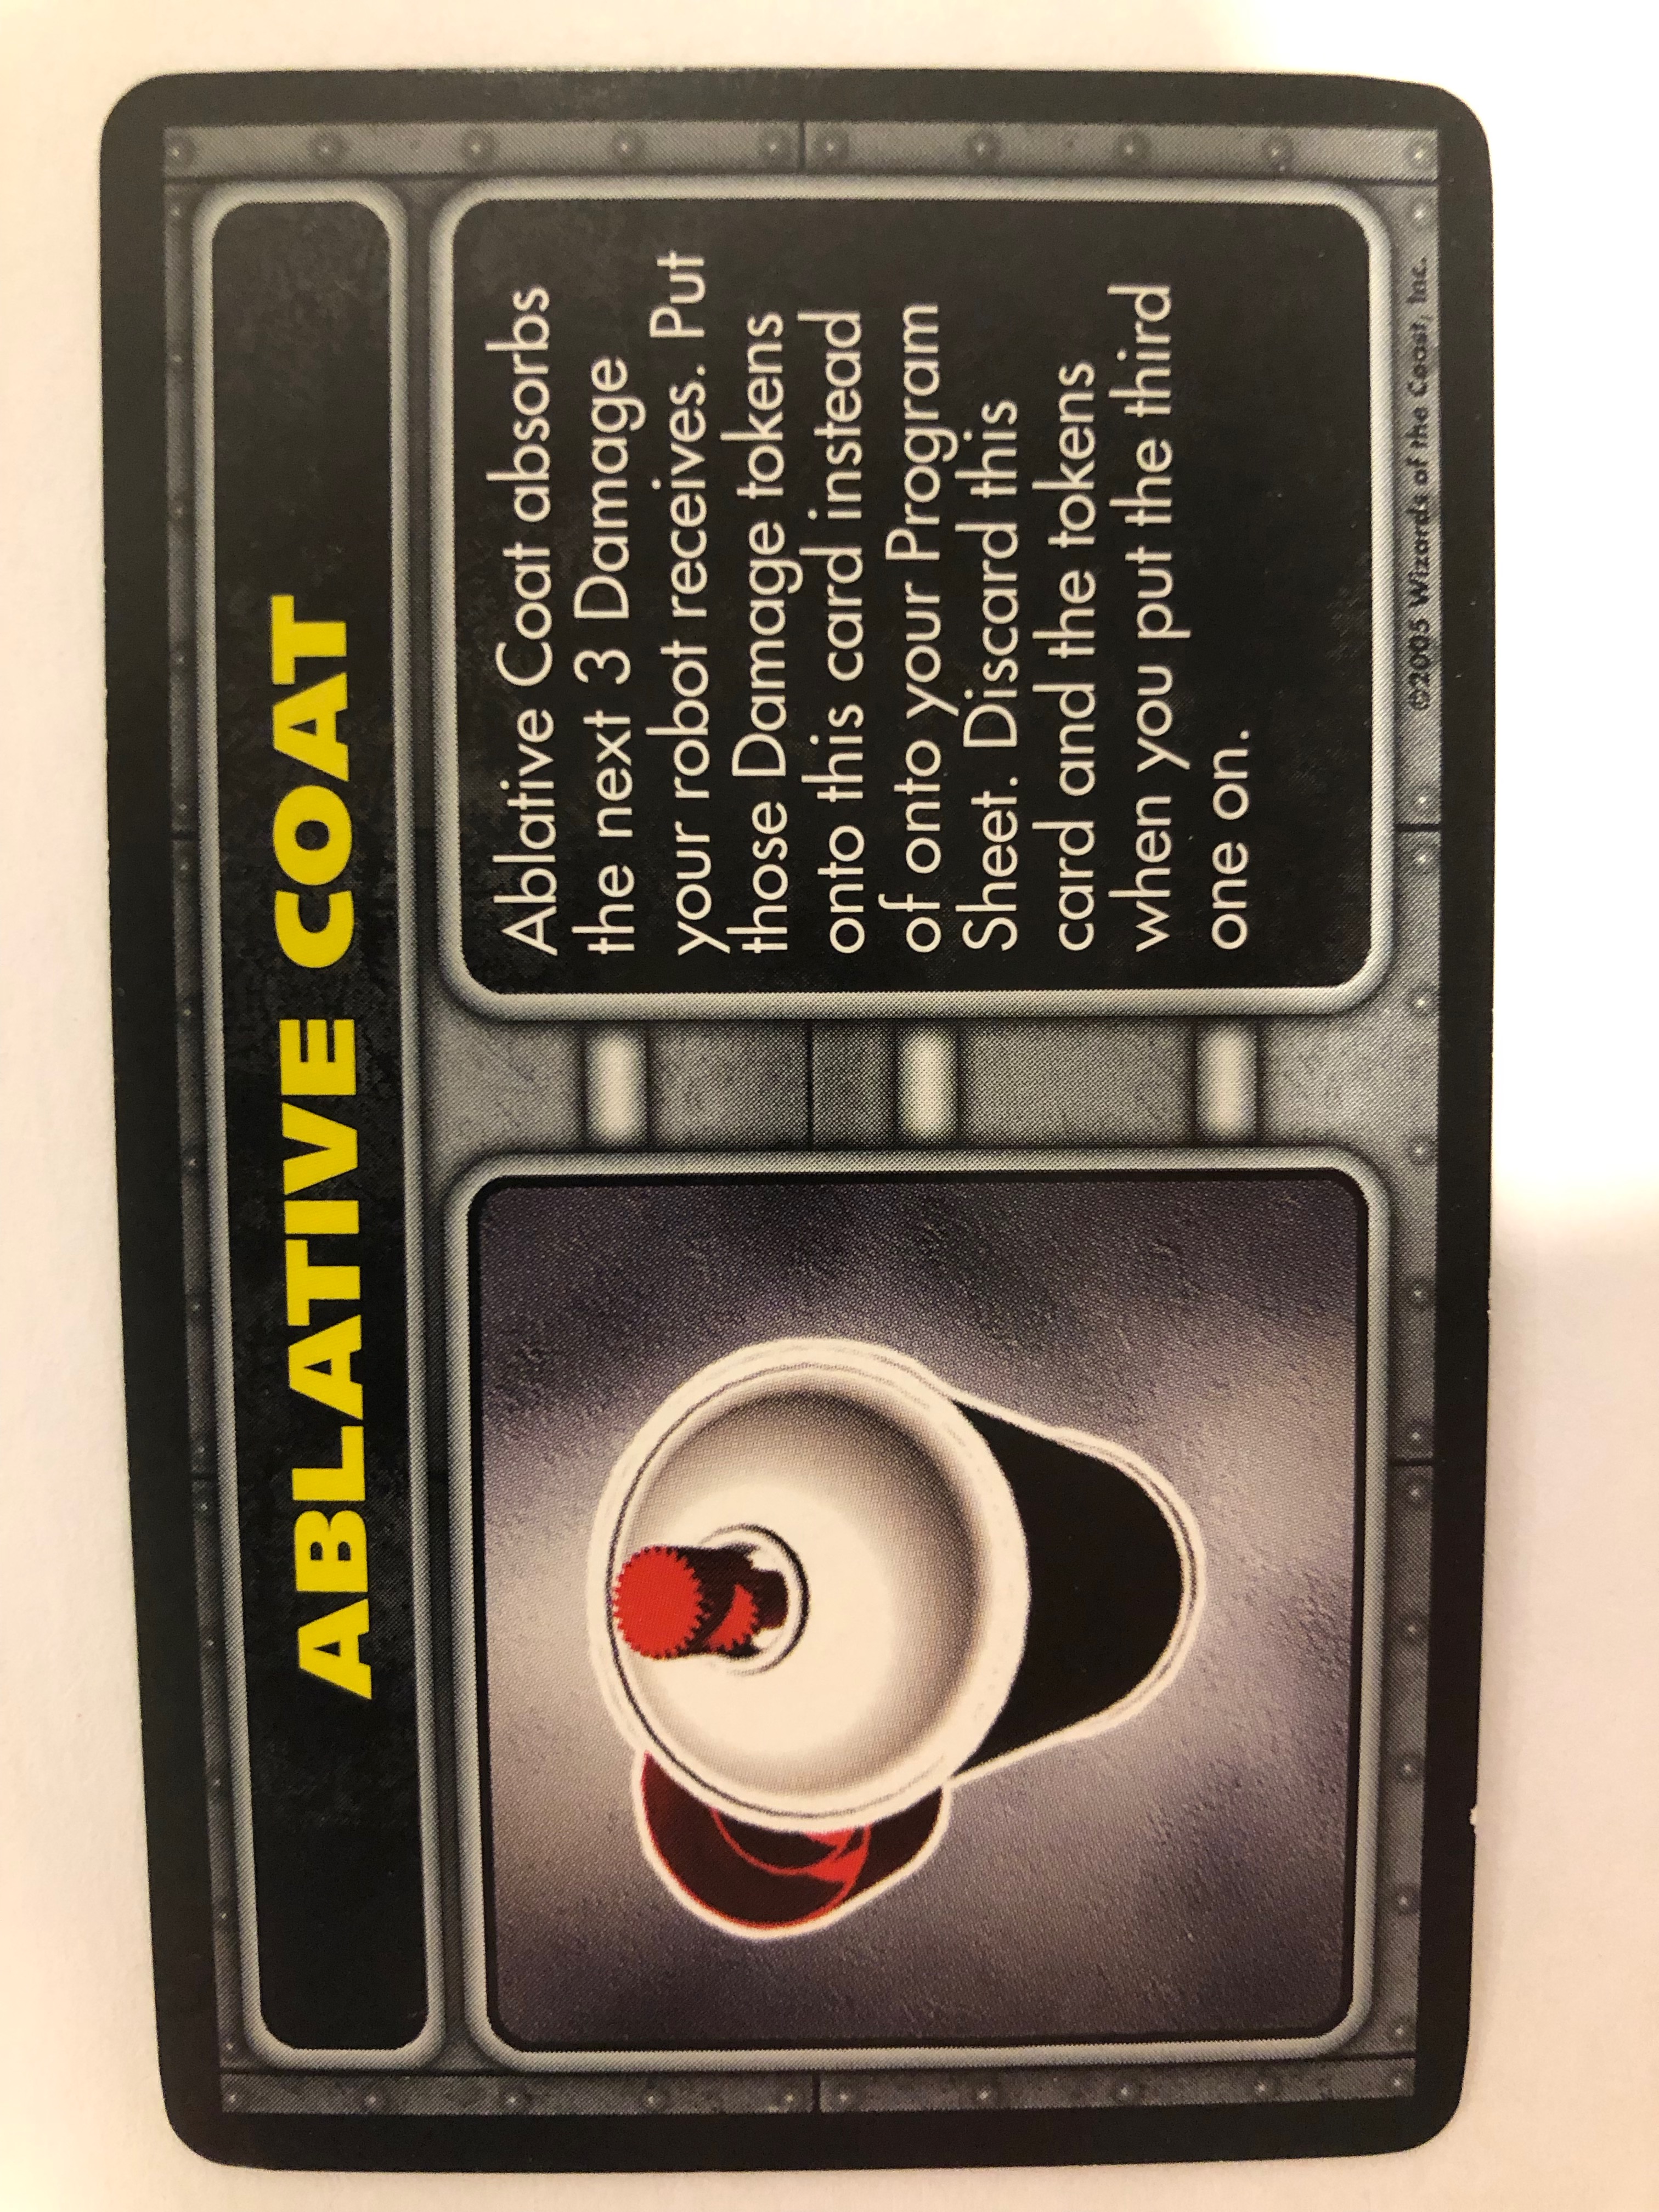 ABLATIVE COAT
Ablative Coat absorbs
the next 3 Damage
your robot receives. Put
those Damage tokens
onto this card instead
of onto your Program
Sheet. Discard this
card and the tokens
when you put the third
one on.
©2005 Wizards of the Coast, Inc.